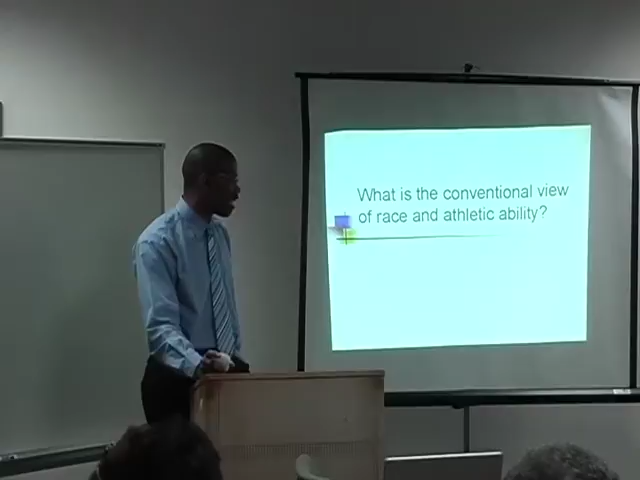 What is the conventional view
of race and athletic ability?